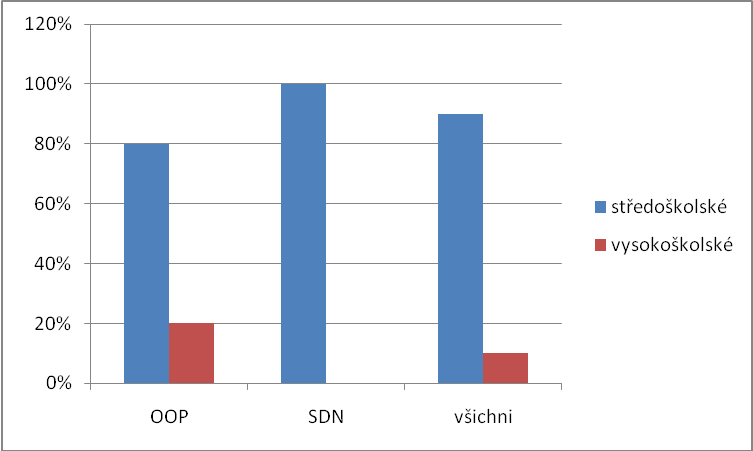 120%
100%
80%
60%
40%
20%
0%
OOP
SDN
všichni
středoškolské
vysokoškolské